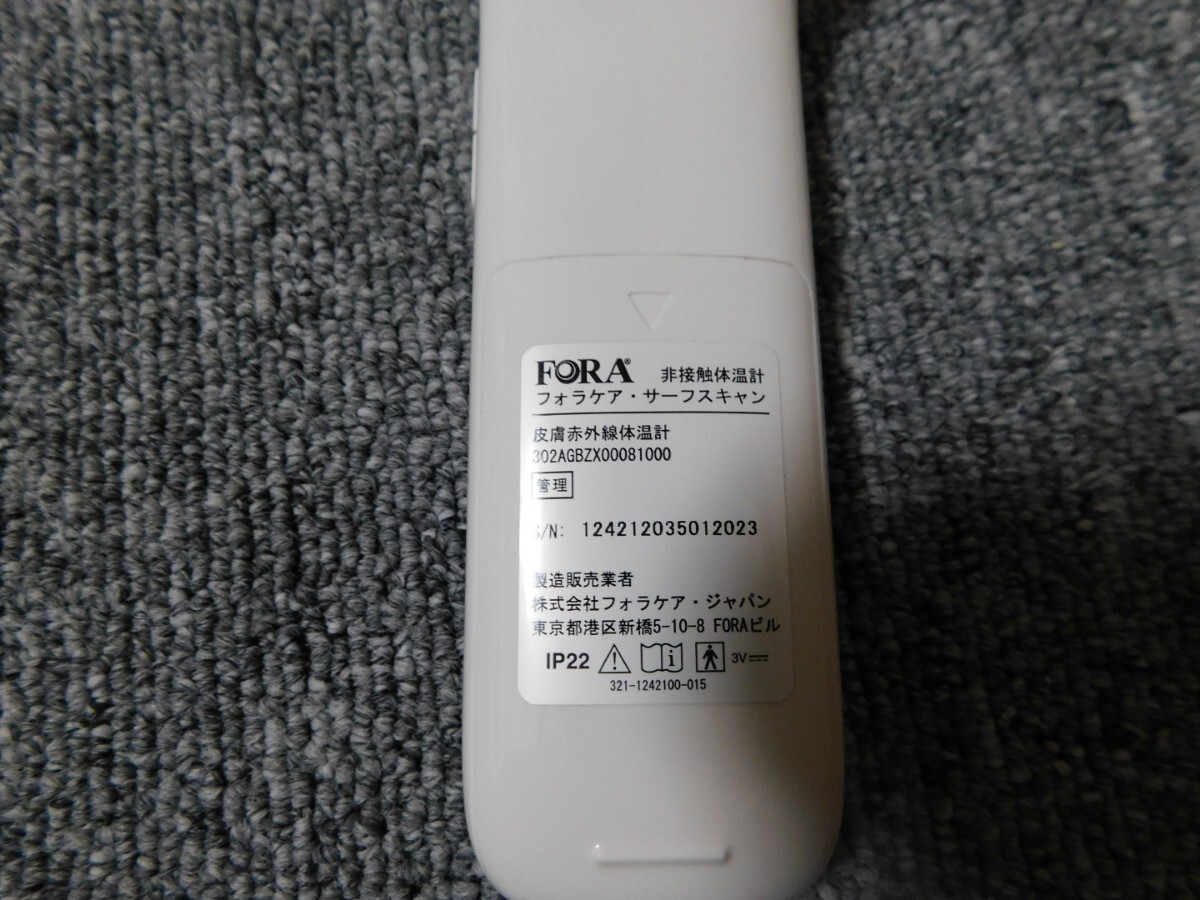 FORA® 非接触体温計
フォラケア・サーフスキャン
皮膚赤外線体温計
302AGBZX00081000
管理
S/N: 124212035012023
製造販売業者
株式会社フォラケア・ジャパン
東京都港区新橋5-10-8 FORAビル
IP22 3V
321-1242100-015